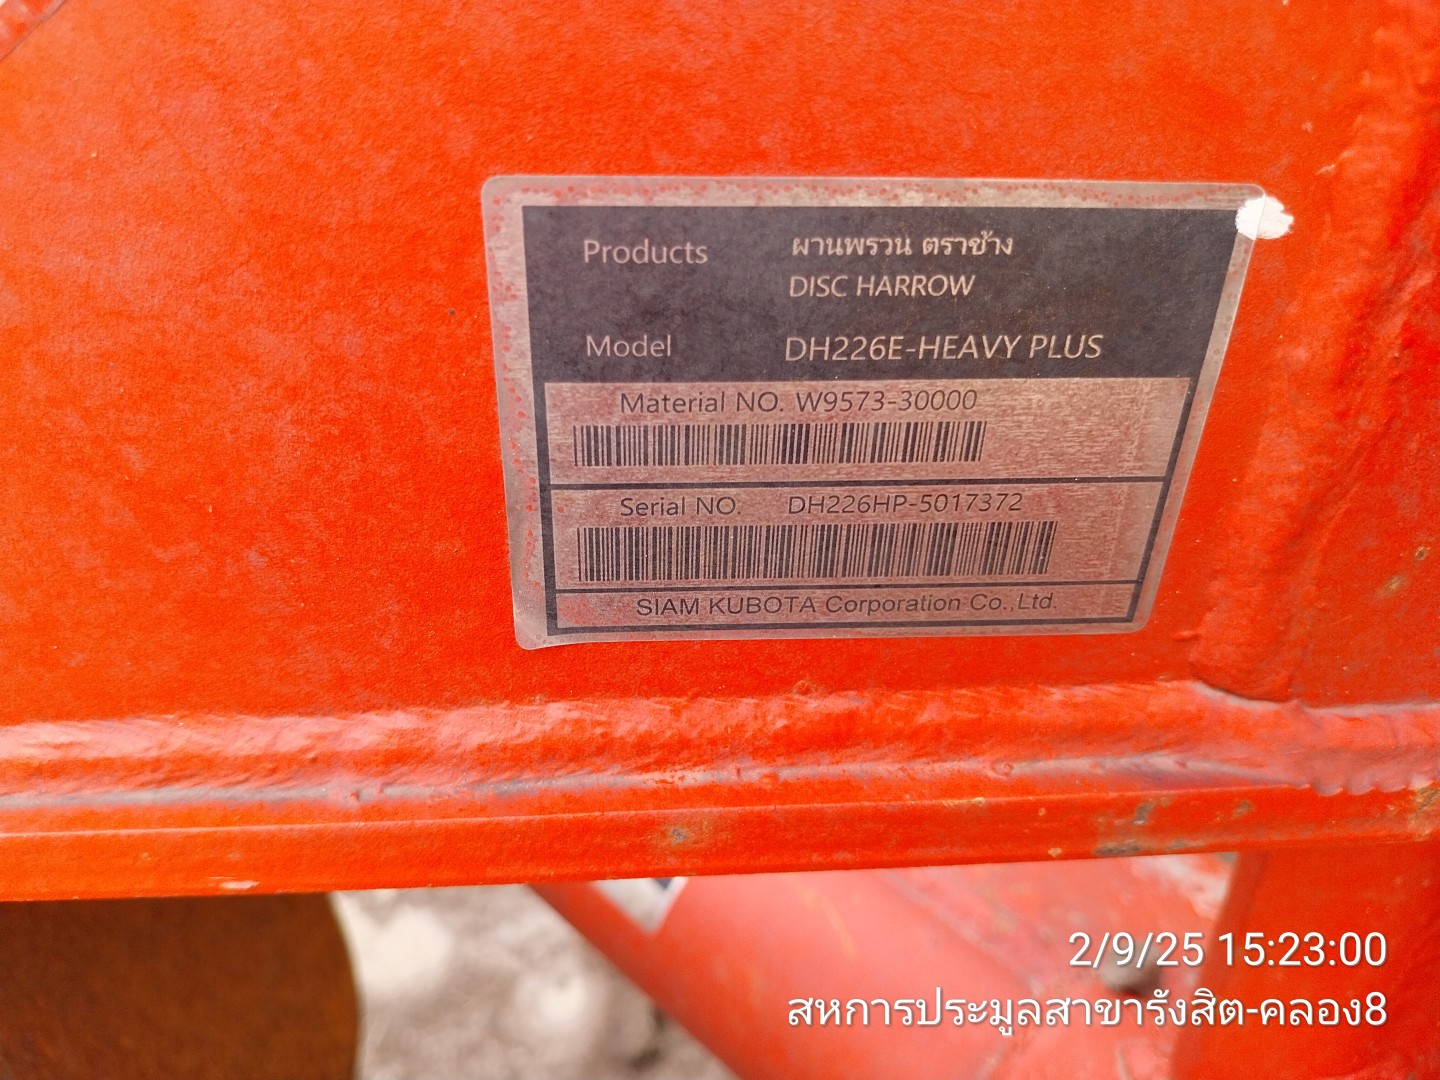 Products ผานพรวน ตราช้าง
DISC HARROW
Model DH226E-HEAVY PLUS
Material NO. W9573-30000
Serial NO. DH226HP-5017372
SIAM KUBOTA Corporation Co.,Ltd.
2/9/25 15:23:00
สหการประมูลสาขารังสิต-คลอง8